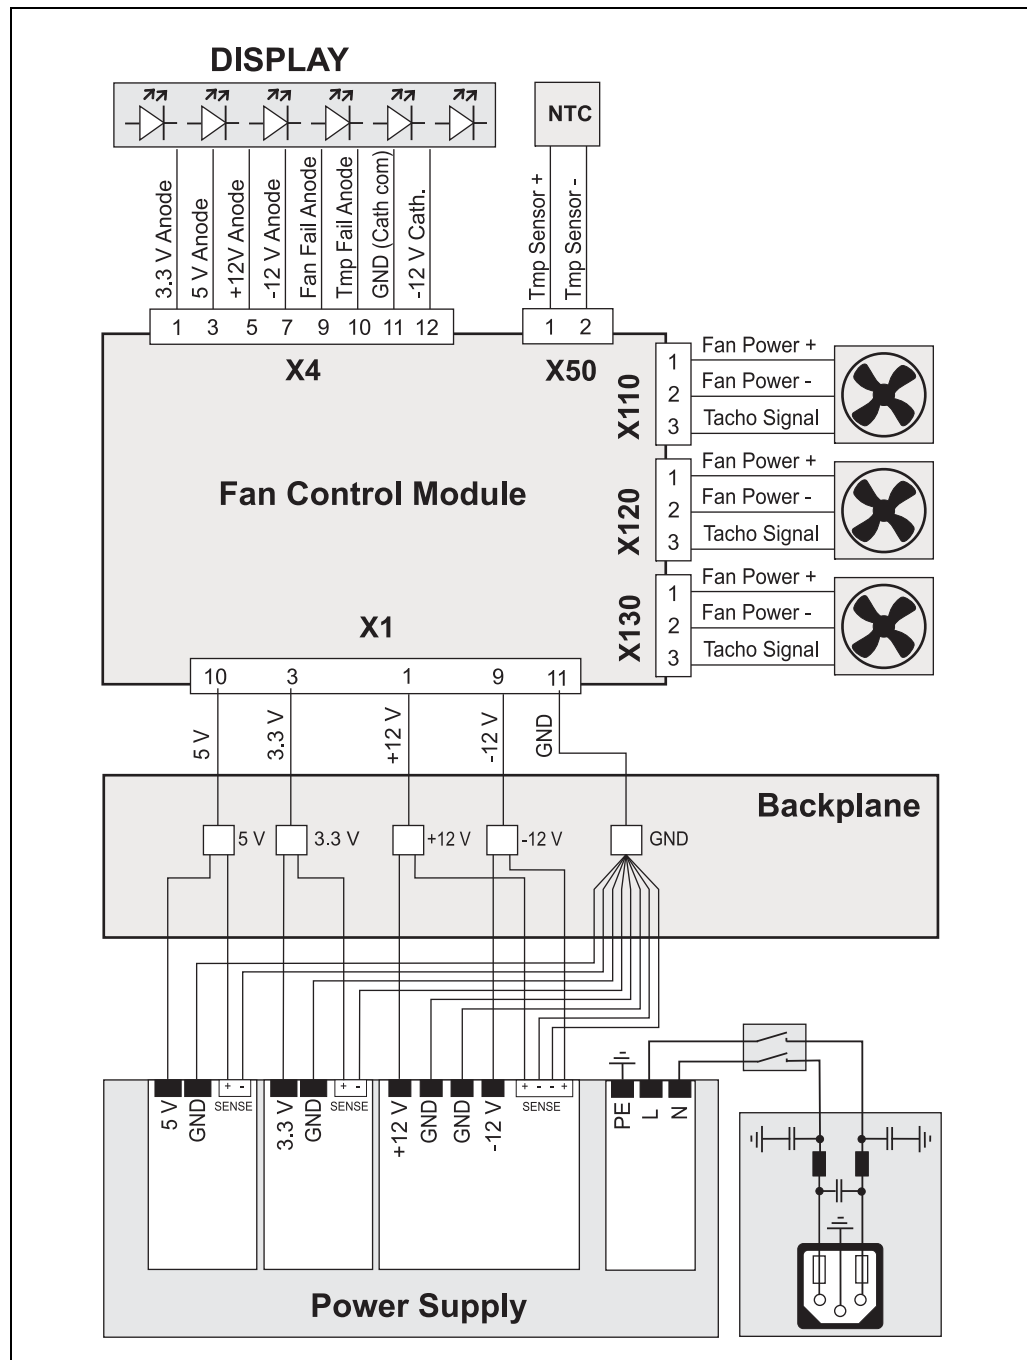 DISPLAY
NTC
3.3 V Anode
5 V Anode
+12V Anode
-12 V Anode
Fan Fail Anode
Tmp Fail Anode
GND (Cath com)
-12 V Cath.
Tmp Sensor +
Tmp Sensor -
1 3 5 7 9 10 11 12
1 2
X4
X50
X110
1 Fan Power +
2 Fan Power -
3 Tacho Signal
Fan Control Module
X120
1 Fan Power +
2 Fan Power -
3 Tacho Signal
X130
1 Fan Power +
2 Fan Power -
3 Tacho Signal
X1
10 3 1 9 11
5 V
3.3 V
+12 V
-12 V
GND
Backplane
5 V 3.3 V +12 V -12 V GND
5 V
GND
+ -
SENSE
3.3 V
GND
+ -
SENSE
+12 V
GND
GND
-12 V
+ - - +
SENSE
PE
L
N
Power Supply